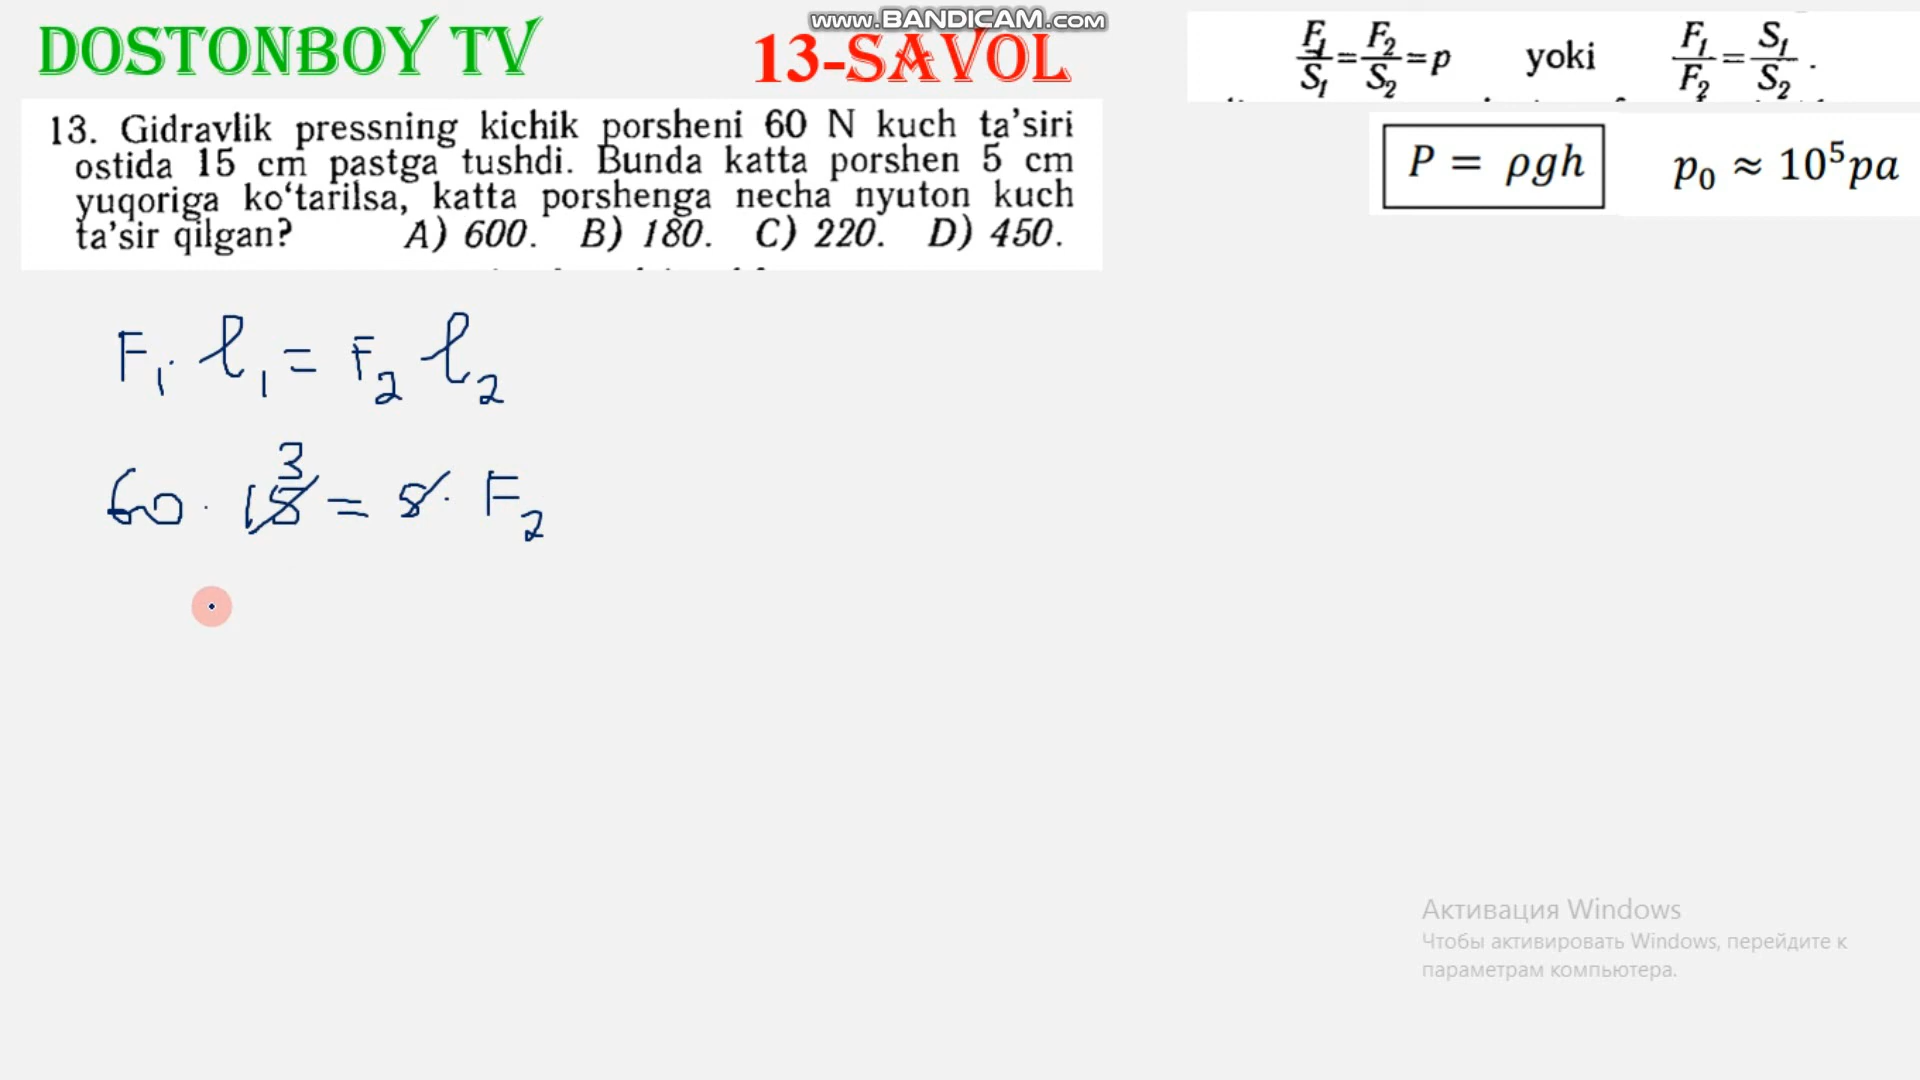 www.BANDICAM.com
DOSTONBOY TV
13-SAVOL
13. Gidravlik pressning kichik porsheni 60 N kuch ta'siri
ostida 15 cm pastga tushdi. Bunda katta porshen 5 cm
yuqoriga ko‘tarilsa, katta porshenga necha nyuton kuch
ta'sir qilgan? A) 600. B) 180. C) 220. D) 450.
F₁/S₁ = F₂/S₂ = p yoki F₁/F₂ = S₁/S₂ .
P = ρgh p₀ ≈ 10⁵pa
F₁ · ℓ₁ = F₂ ℓ₂
3
60 · 15 = 5 · F₂
Активация Windows
Чтобы активировать Windows, перейдите к
параметрам компьютера.